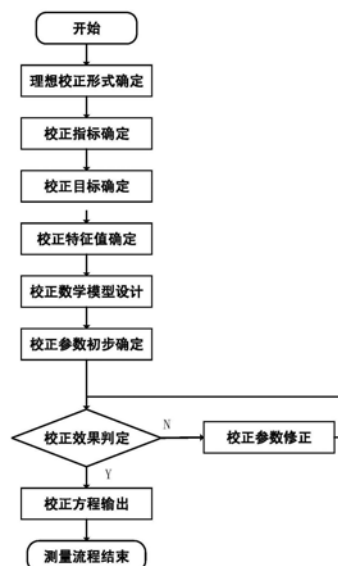 开始
理想校正形式确定
校正指标确定
校正目标确定
校正特征值确定
校正数学模型设计
校正参数初步确定
校正效果判定
N
校正参数修正
Y
校正方程输出
测量流程结束